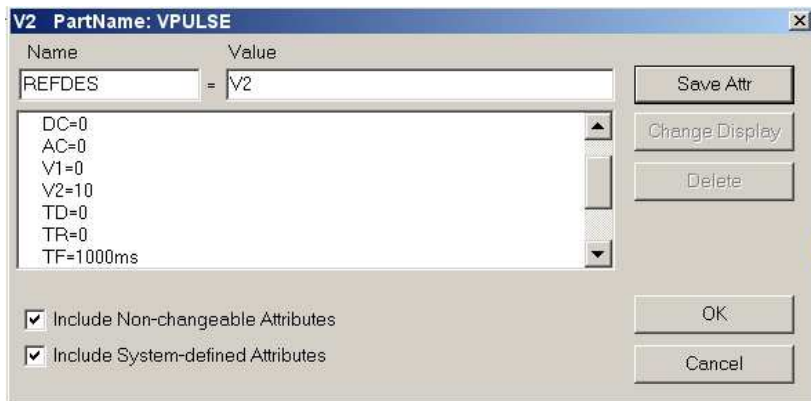 V2 PartName: VPULSE
Name Value
REFDES = V2
Save Attr
DC=0
AC=0
V1=0
V2=10
TD=0
TR=0
TF=1000ms
Change Display
Delete
Include Non-changeable Attributes
Include System-defined Attributes
OK
Cancel